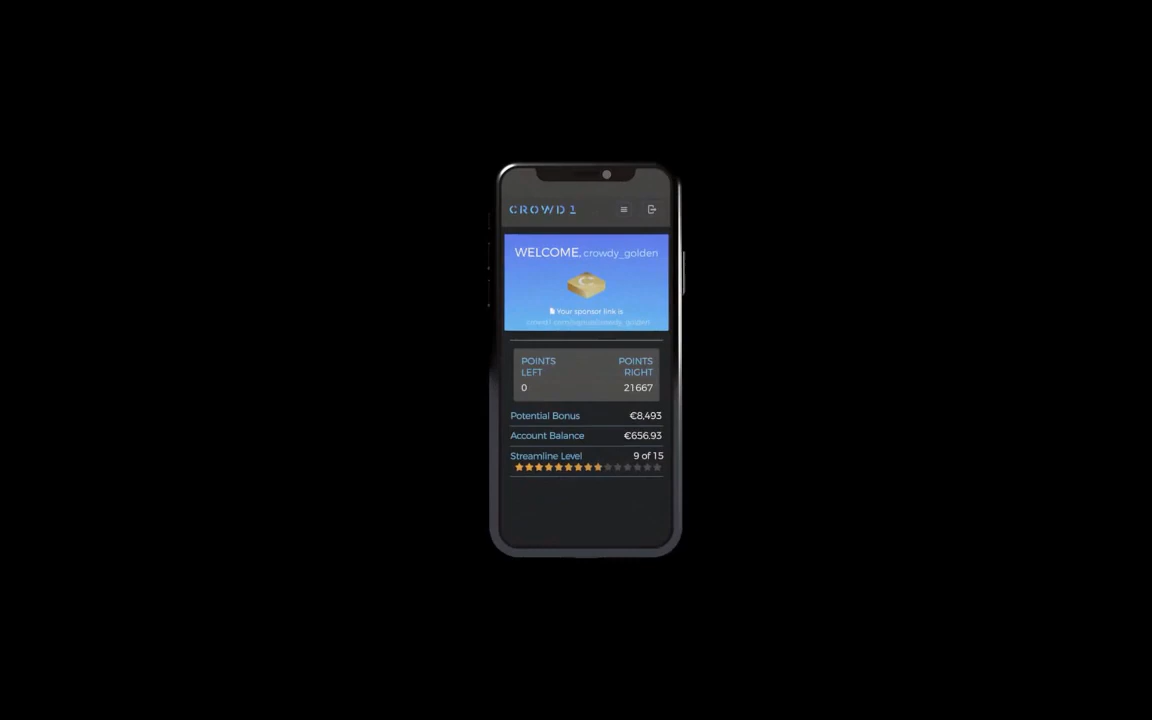 CROWD1
WELCOME, crowdy_golden
Your sponsor link is
POINTS LEFT
POINTS RIGHT
0
21667
Potential Bonus €8,493
Account Balance €656.93
Streamline Level 9 of 15